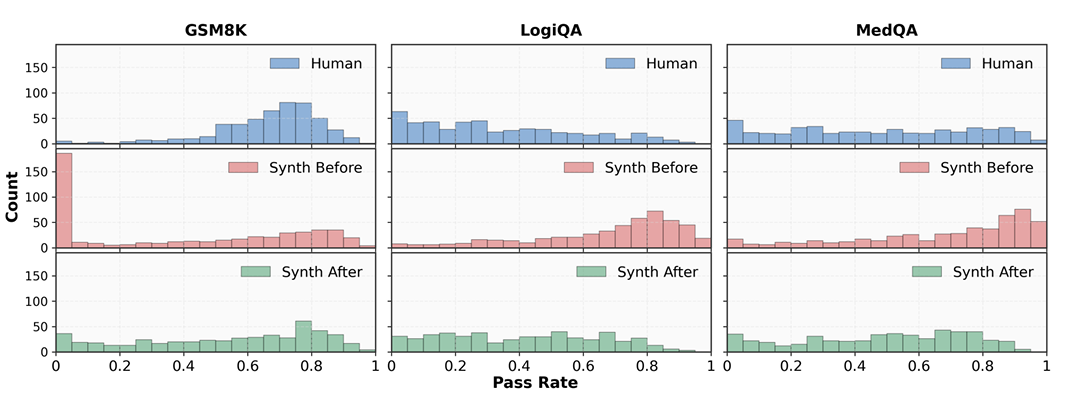 GSM8K LogiQA MedQA
Count
150 Human Human Human
100
50
0
150 Synth Before Synth Before Synth Before
100
50
0
150 Synth After Synth After Synth After
100
50
0
0 0.2 0.4 0.6 0.8 1 0.2 0.4 0.6 0.8 1 0.2 0.4 0.6 0.8 1
Pass Rate